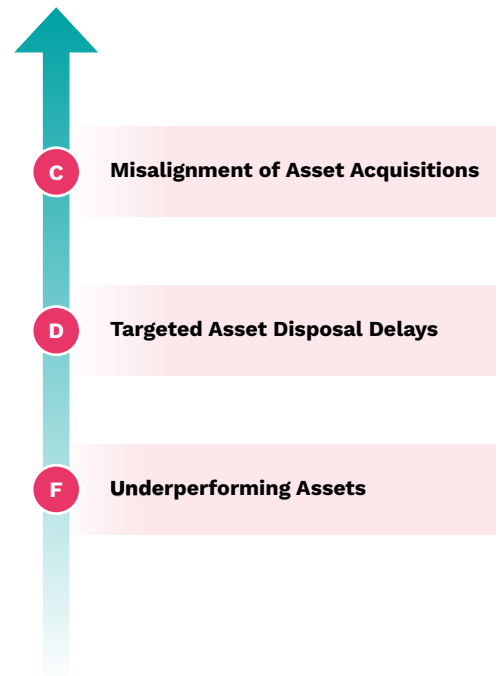 C
Misalignment of Asset Acquisitions
D
Targeted Asset Disposal Delays
F
Underperforming Assets